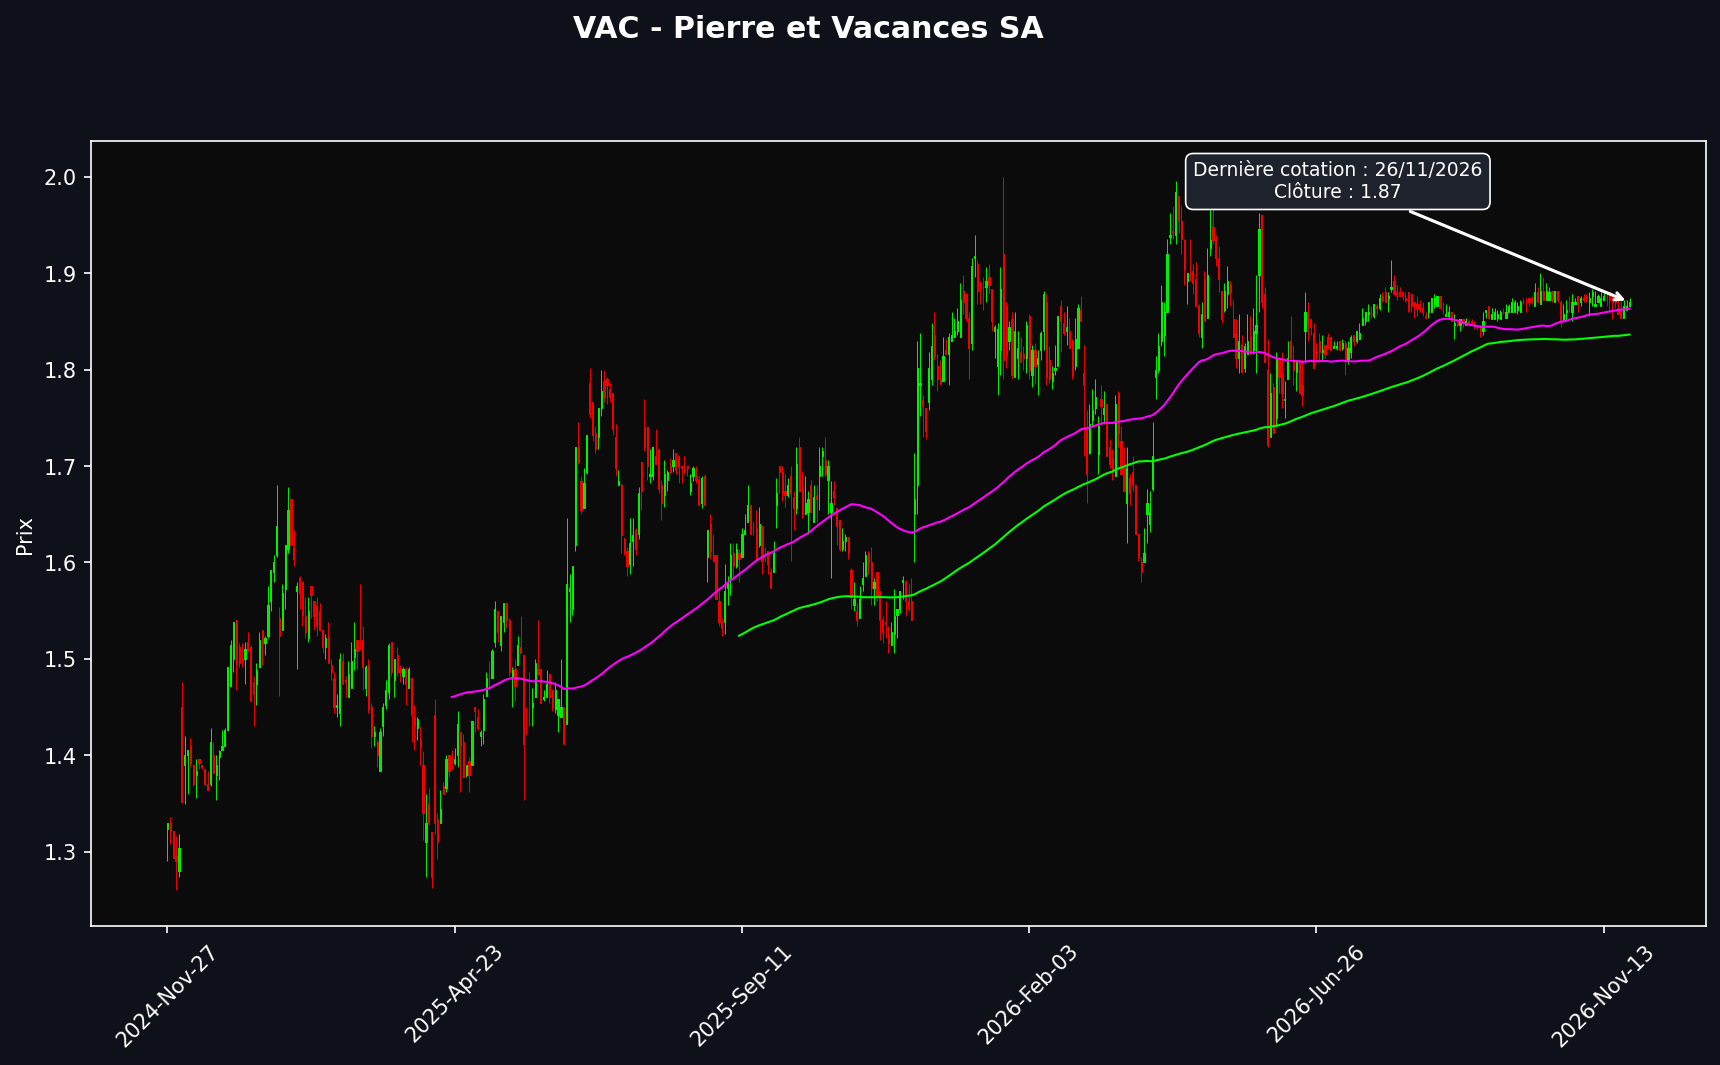 VAC - Pierre et Vacances SA
Dernière cotation : 26/11/2026
Clôture : 1.87
Prix
2.0
1.9
1.8
1.7
1.6
1.5
1.4
1.3
2024-Nov-27
2025-Apr-23
2025-Sep-11
2026-Feb-03
2026-Jun-26
2026-Nov-13